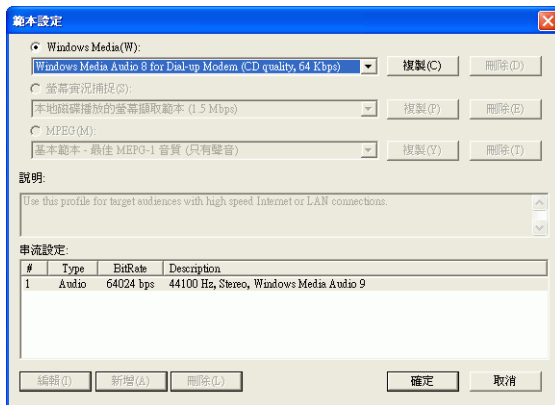 範本設定
Windows Media(W):
Windows Media Audio 8 for Dial-up Modem (CD quality, 64 Kbps) 複製(C) 刪除(D)
螢幕實況捕捉(S):
本地磁碟播放的螢幕擷取範本 (1.5 Mbps) 複製(P) 刪除(E)
MPEG(M):
基本範本 - 最佳 MEPG-1 音質 (只有聲音) 複製(Y) 刪除(T)
說明:
Use this profile for target audiences with high speed Internet or LAN connections.
串流設定:
# Type BitRate Description
1 Audio 64024 bps 44100 Hz, Stereo, Windows Media Audio 9
編輯(I) 新增(A) 刪除(L) 確定 取消